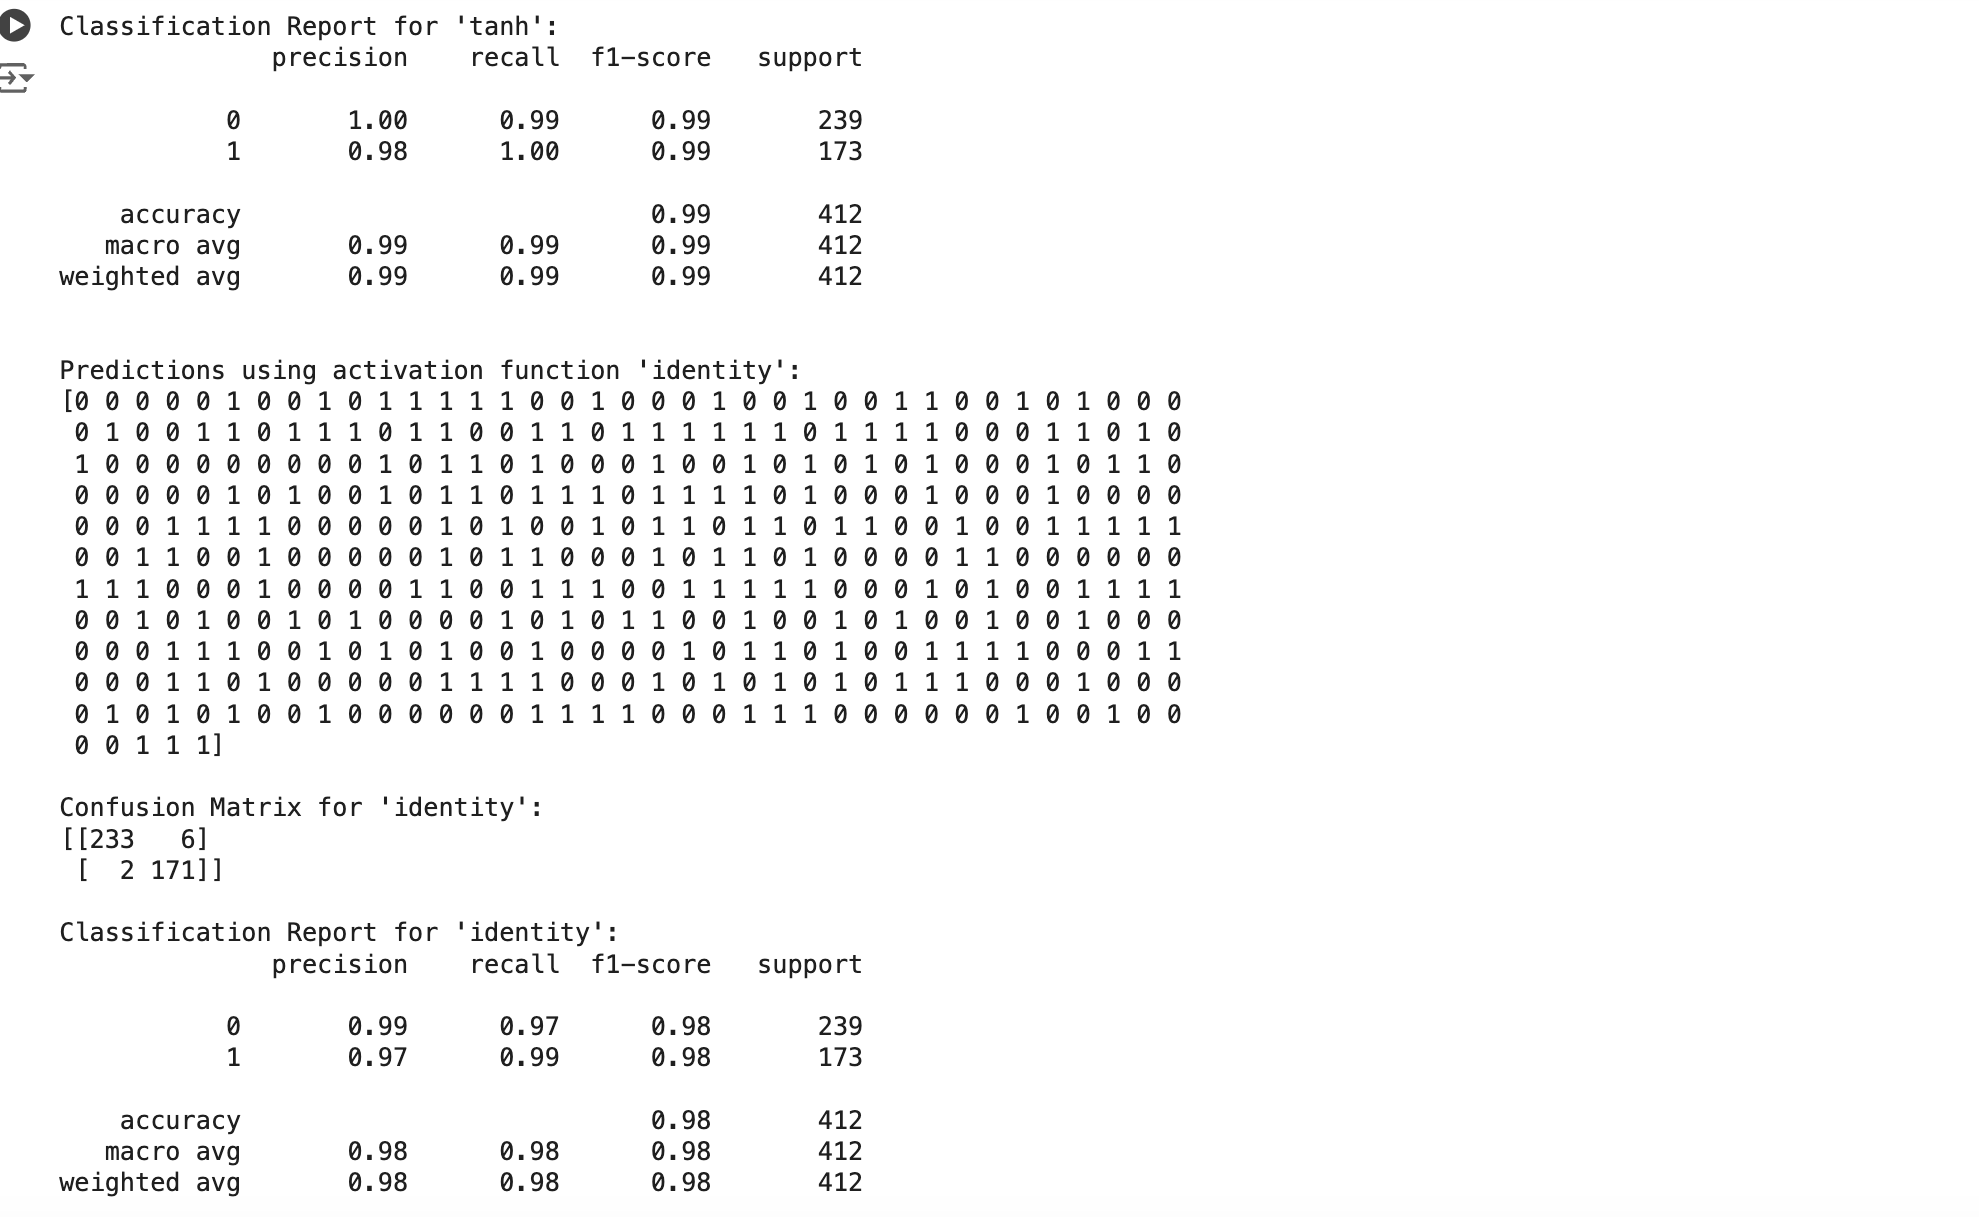 Classification Report for 'tanh':
              precision    recall  f1-score   support

           0       1.00      0.99      0.99       239
           1       0.98      1.00      0.99       173

    accuracy                           0.99       412
   macro avg       0.99      0.99      0.99       412
weighted avg       0.99      0.99      0.99       412

Predictions using activation function 'identity':
[0 0 0 0 0 1 0 0 1 0 1 1 1 1 1 0 0 1 0 0 0 1 0 0 1 0 0 1 1 0 0 1 0 1 0 0 0
 0 1 0 0 1 1 0 1 1 1 0 1 1 0 0 1 1 0 1 1 1 1 1 1 0 1 1 1 1 0 0 0 1 1 0 1 0
 1 0 0 0 0 0 0 0 0 0 1 0 1 1 0 1 0 0 0 1 0 0 1 0 1 0 1 0 1 0 0 0 1 0 1 1 0
 0 0 0 0 0 1 0 1 0 0 1 0 1 1 0 1 1 1 0 1 1 1 1 0 1 0 0 0 1 0 0 0 1 0 0 0 0
 0 0 0 1 1 1 1 0 0 0 0 0 1 0 1 0 0 1 0 1 1 0 1 1 0 1 1 0 0 1 0 0 1 1 1 1 1
 0 0 1 1 0 0 1 0 0 0 0 0 1 0 1 1 0 0 0 1 0 1 1 0 1 0 0 0 0 1 1 0 0 0 0 0 0
 1 1 1 0 0 0 1 0 0 0 0 1 1 0 0 1 1 1 0 0 1 1 1 1 1 0 0 0 1 0 1 0 0 1 1 1 1
 0 0 1 0 1 0 0 1 0 1 0 0 0 0 1 0 1 0 1 1 0 0 1 0 0 1 0 1 0 0 1 0 0 1 0 0 0
 0 0 0 1 1 1 0 0 1 0 1 0 1 0 0 1 0 0 0 0 1 0 1 1 0 1 0 0 1 1 1 1 0 0 0 1 1
 0 0 0 1 1 0 1 0 0 0 0 0 1 1 1 1 0 0 0 1 0 1 0 1 0 1 0 1 1 1 0 0 0 1 0 0 0
 0 1 0 1 0 1 0 0 1 0 0 0 0 0 0 1 1 1 1 0 0 0 1 1 1 0 0 0 0 0 0 1 0 0 1 0 0
 0 0 1 1 1]

Confusion Matrix for 'identity':
[[233   6]
 [  2 171]]

Classification Report for 'identity':
              precision    recall  f1-score   support

           0       0.99      0.97      0.98       239
           1       0.97      0.99      0.98       173

    accuracy                           0.98       412
   macro avg       0.98      0.98      0.98       412
weighted avg       0.98      0.98      0.98       412